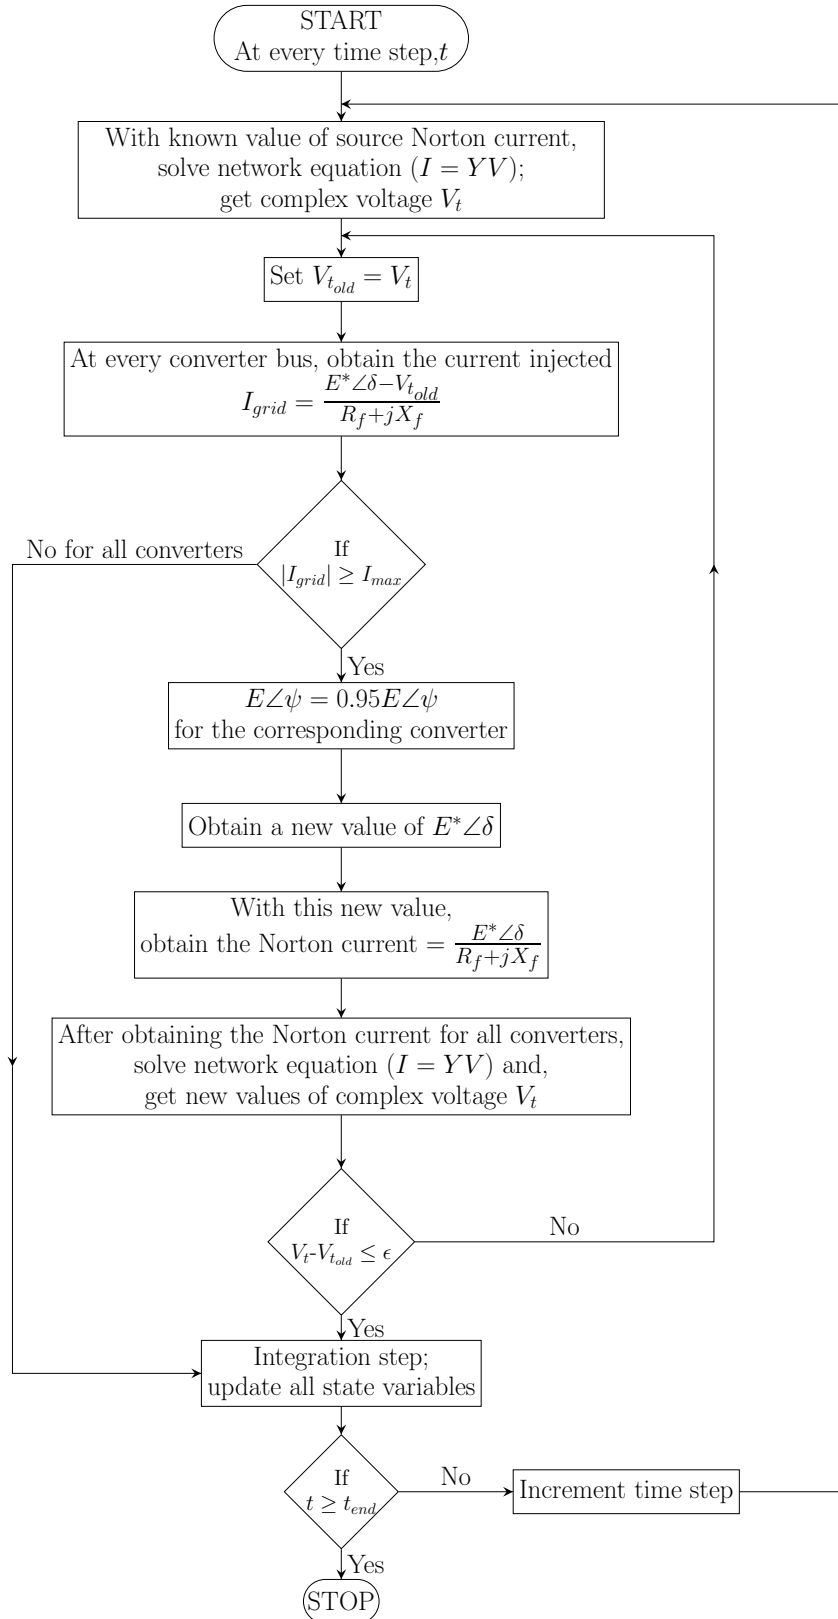 START
At every time step,t
With known value of source Norton current,
solve network equation (I = YV);
get complex voltage V_t
Set V_{t_{old}} = V_t
At every converter bus, obtain the current injected
I_{grid} = \frac{E^*∠δ−V_{t_{old}}}{R_f+jX_f}
No for all converters
If
|I_{grid}| ≥ I_{max}
Yes
E∠ψ = 0.95E∠ψ
for the corresponding converter
Obtain a new value of E^*∠δ
With this new value,
obtain the Norton current = \frac{E^*∠δ}{R_f+jX_f}
After obtaining the Norton current for all converters,
solve network equation (I = YV) and,
get new values of complex voltage V_t
If
V_t-V_{t_{old}} ≤ ϵ
No
Yes
Integration step;
update all state variables
If
t ≥ t_{end}
No
Increment time step
Yes
STOP